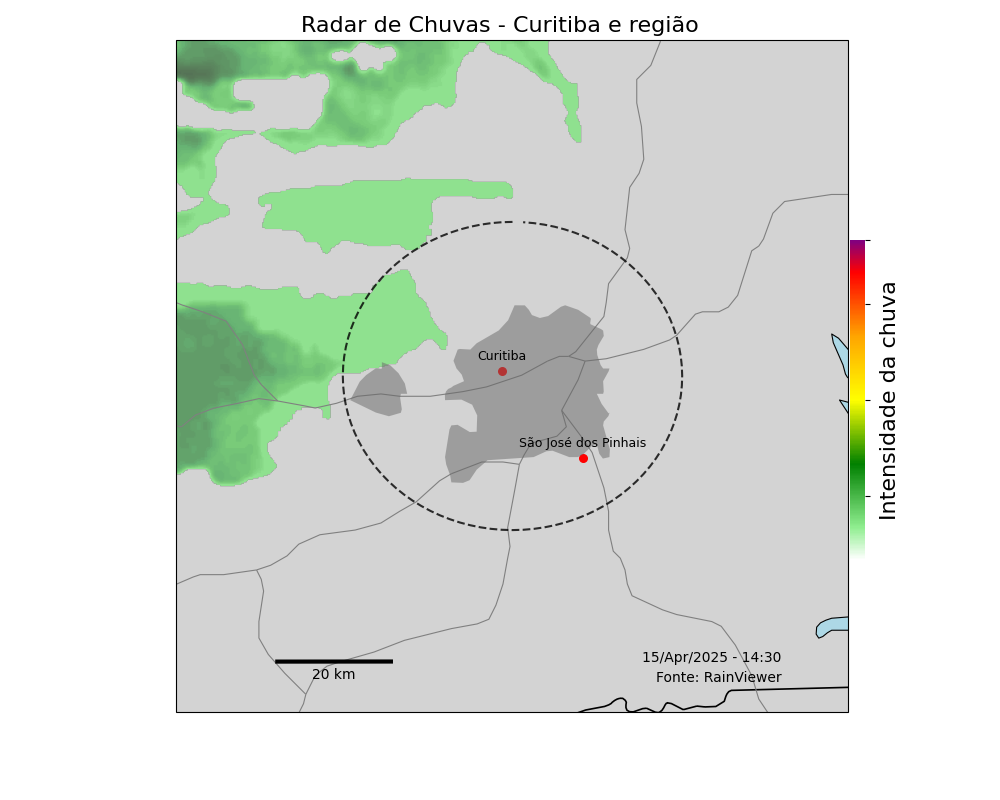 Radar de Chuvas - Curitiba e região
Curitiba
São José dos Pinhais
Intensidade da chuva
20 km
15/Apr/2025 - 14:30
Fonte: RainViewer